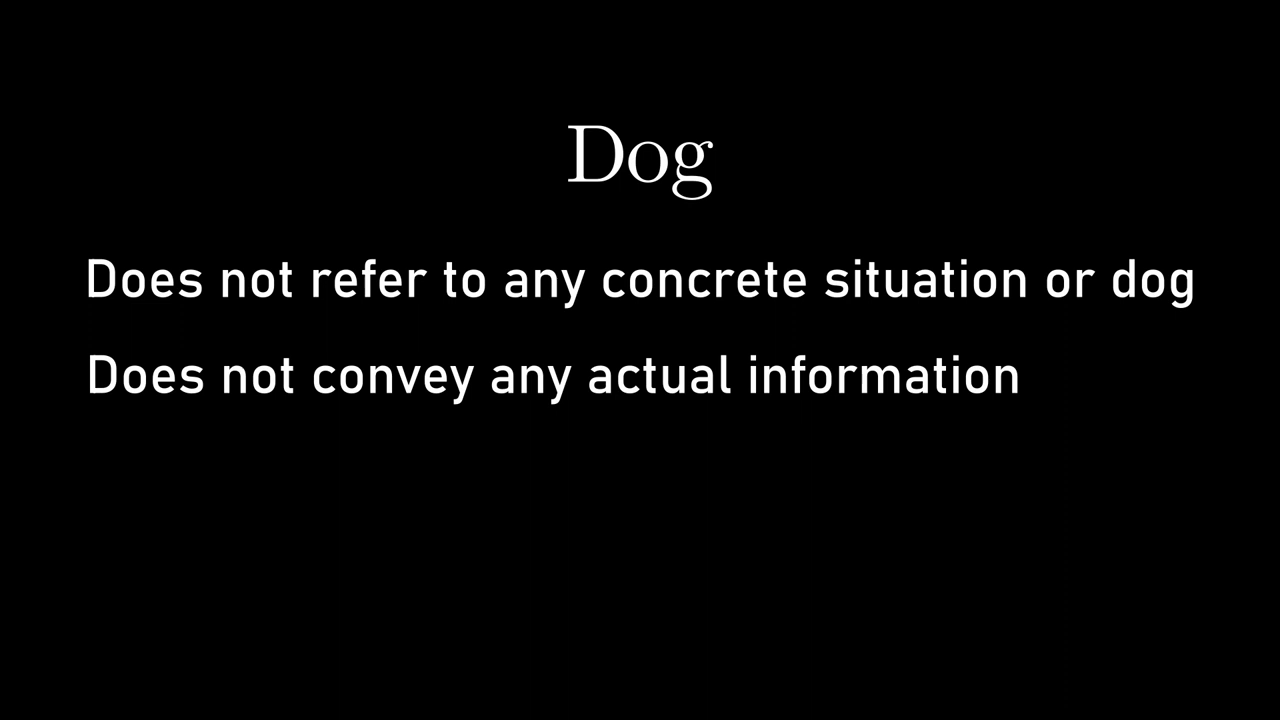 Dog
Does not refer to any concrete situation or dog
Does not convey any actual information